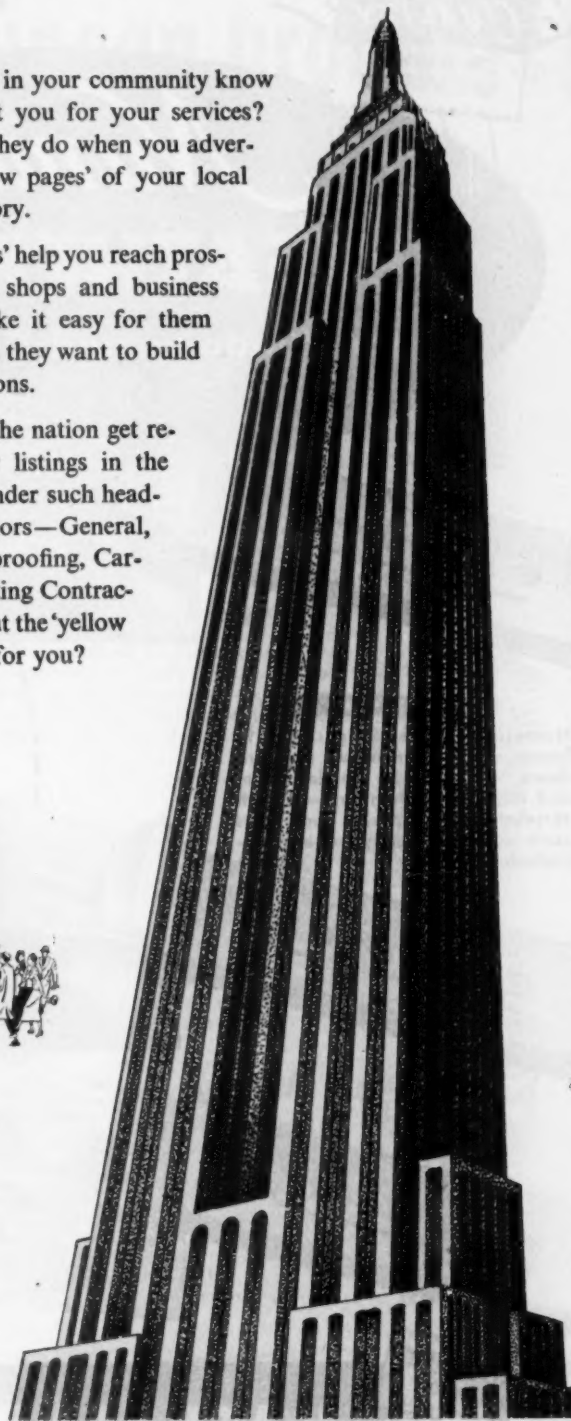 in your community know
t you for your services?
hey do when you adver-
w pages' of your local
ory.
s' help you reach pros-
shops and business
ke it easy for them
they want to build
ons.
he nation get re-
listings in the
nder such head-
ors—General,
proofing, Car-
ing Contrac-
at the 'yellow
for you?